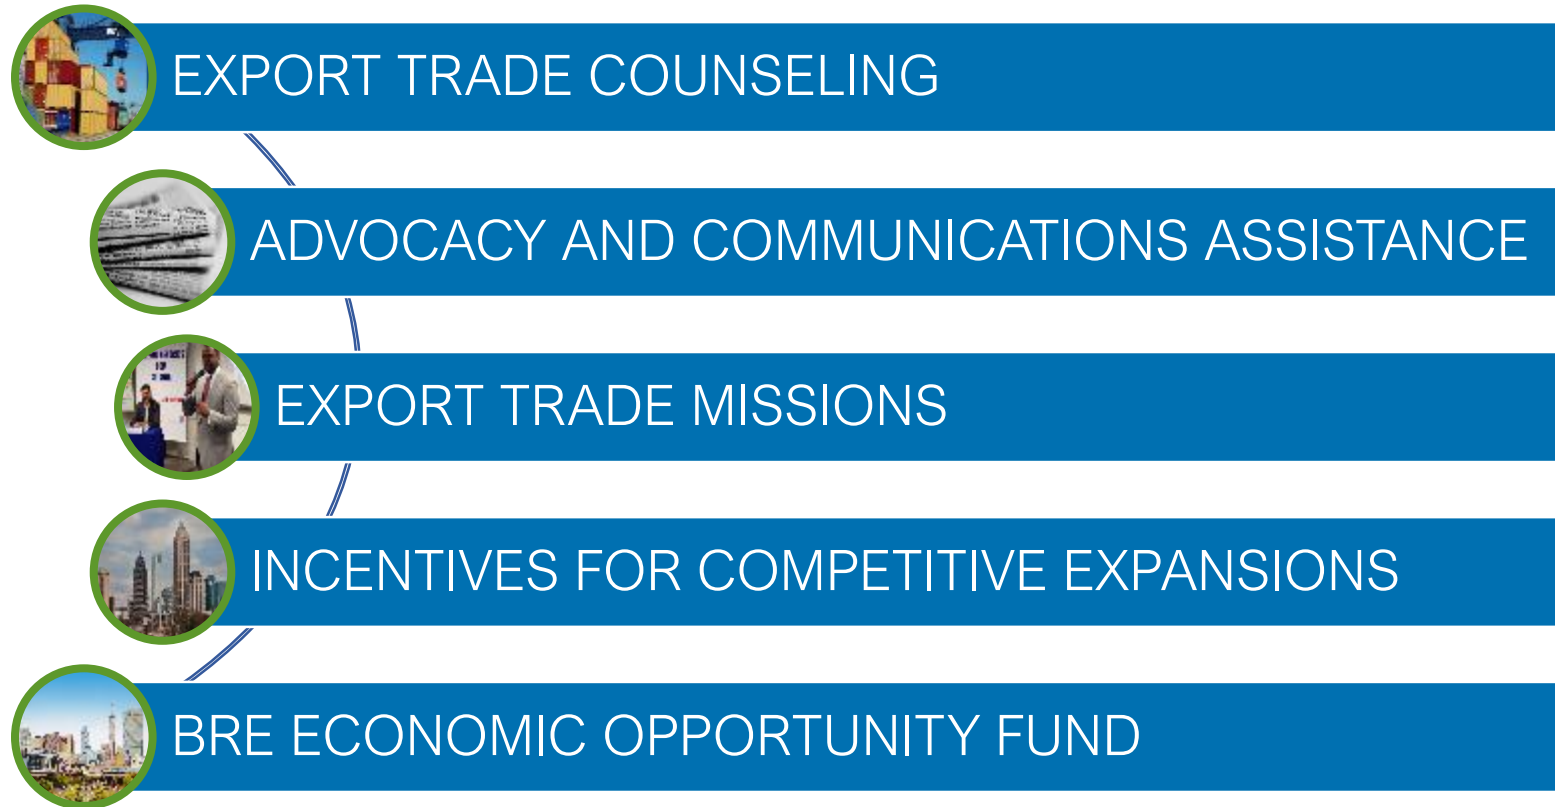 EXPORT TRADE COUNSELING
ADVOCACY AND COMMUNICATIONS ASSISTANCE
EXPORT TRADE MISSIONS
INCENTIVES FOR COMPETITIVE EXPANSIONS
BRE ECONOMIC OPPORTUNITY FUND